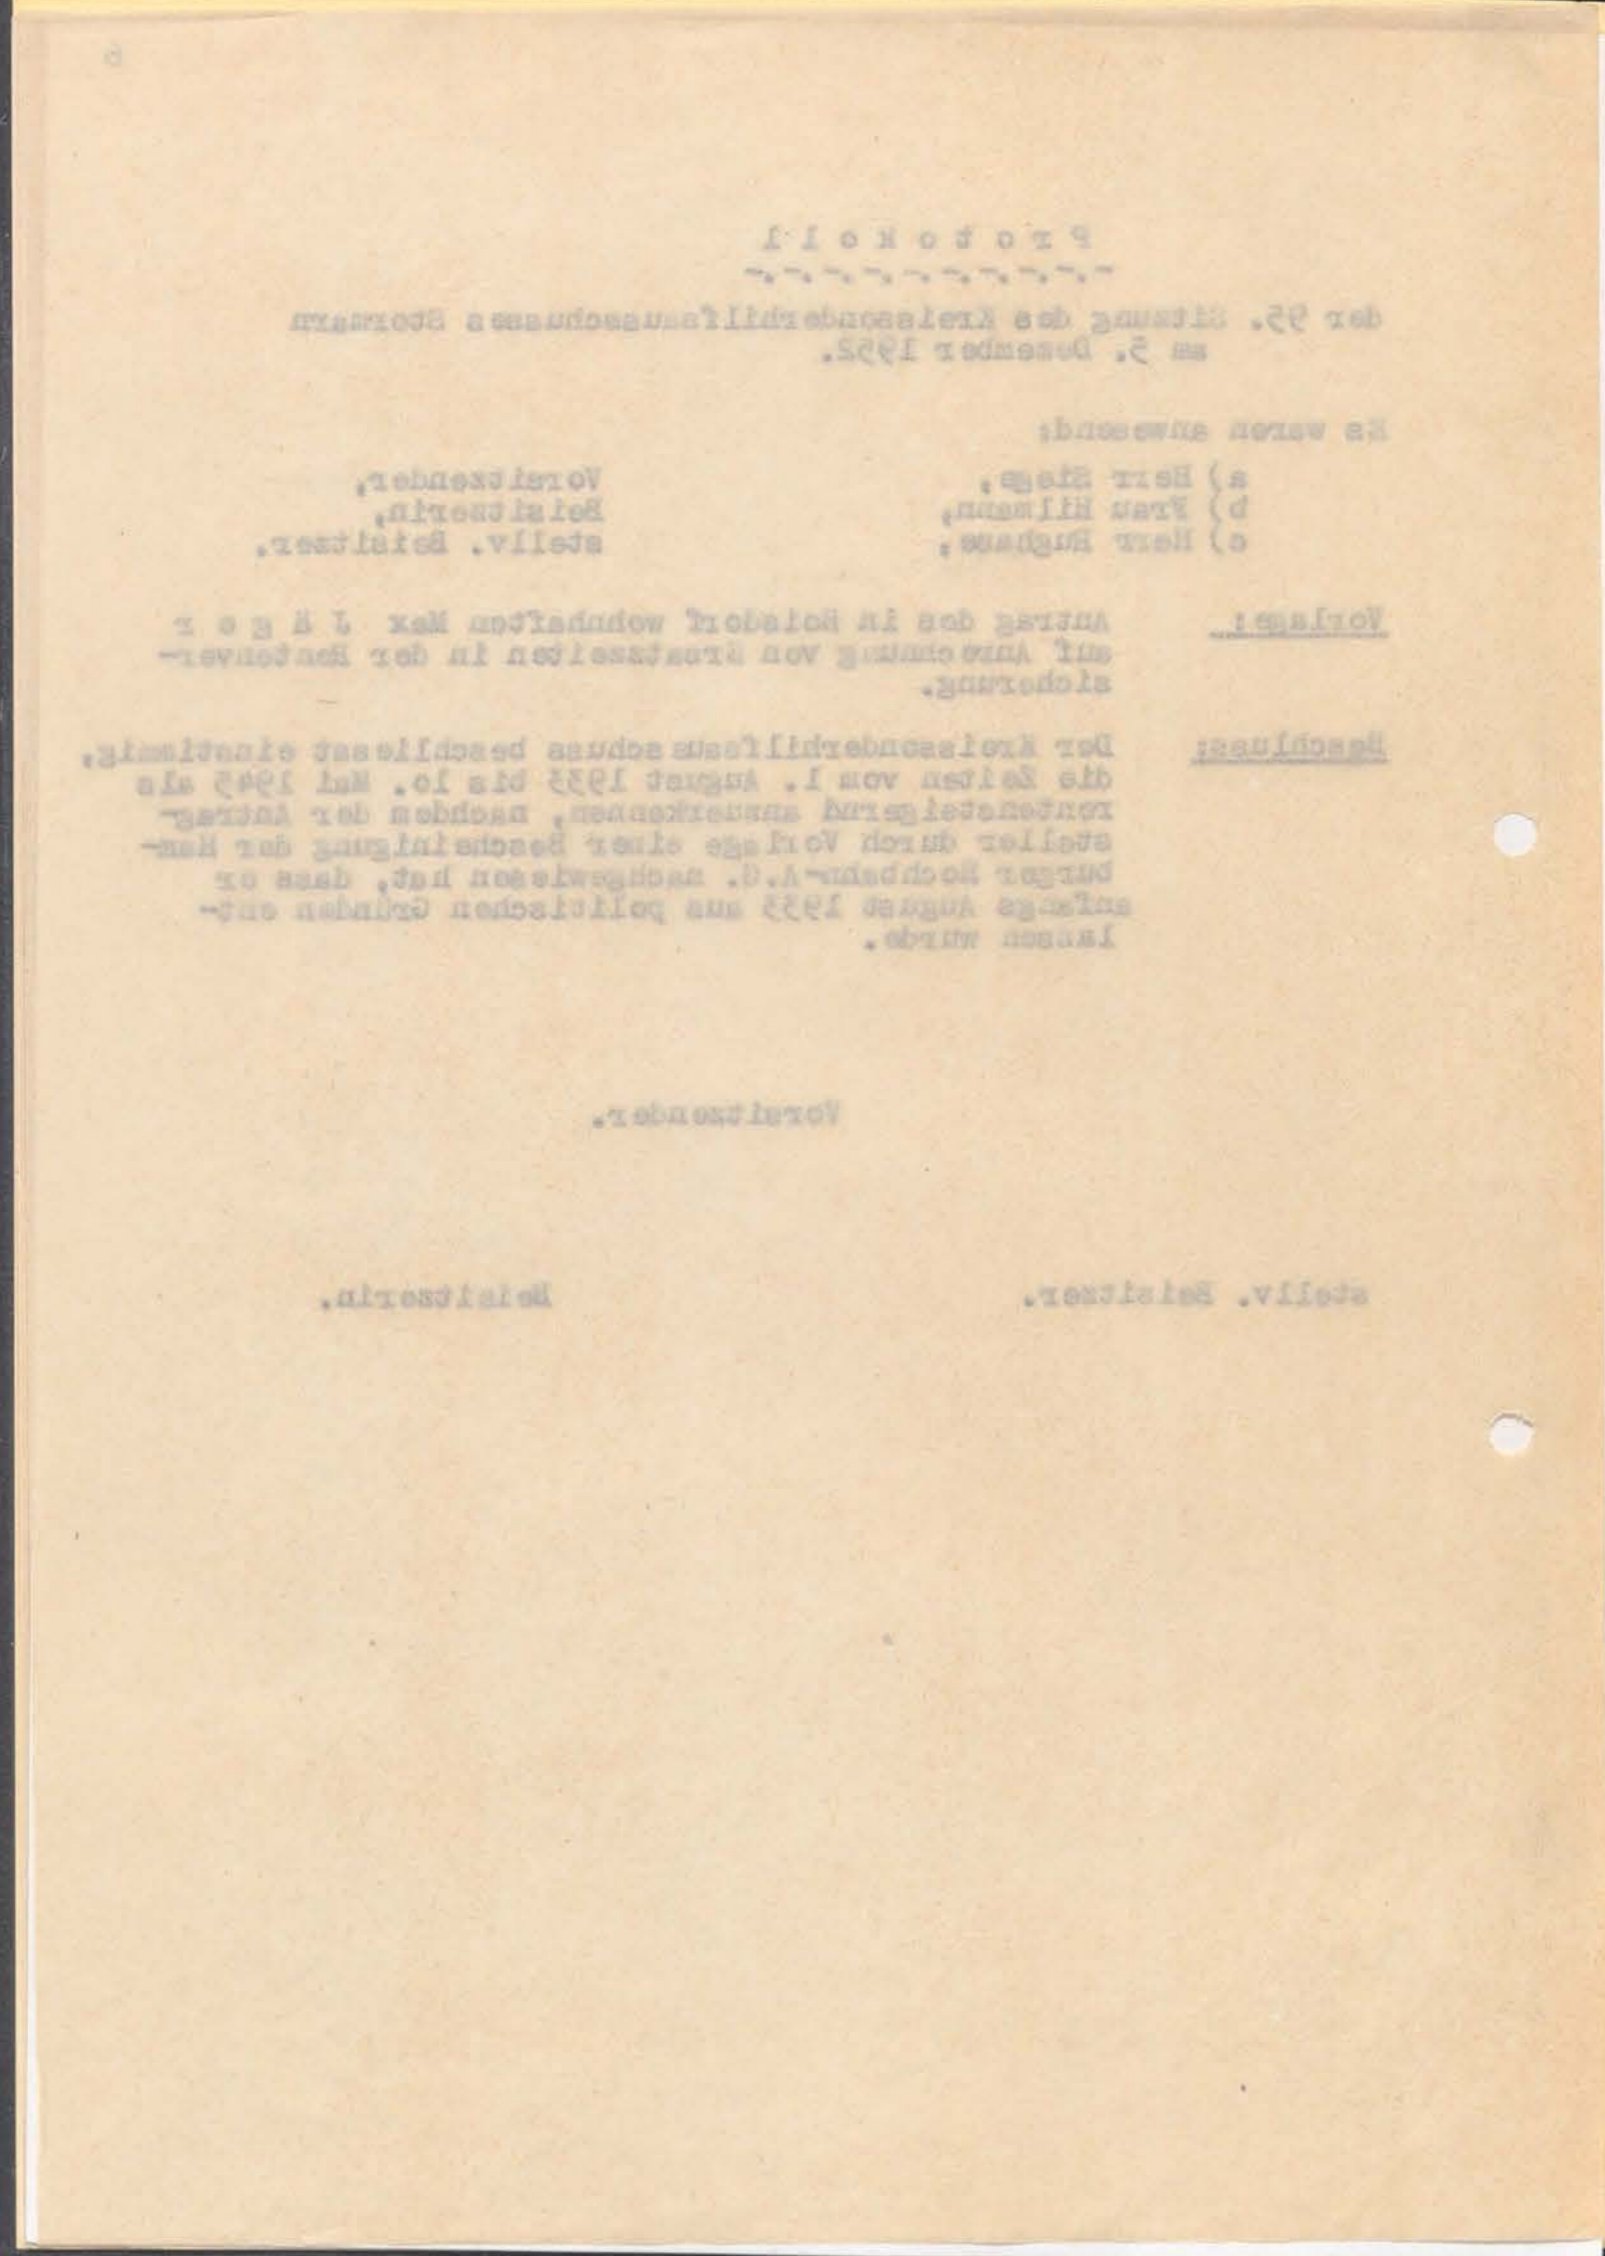 P r o t o k o l l
-.-.-.-.-.-.-.-.-.-
der 95. Sitzung des Kreissonderhilfsausschusses Stormarn
am 5. Dezember 1952.
Es waren anwesend:
a) Herr Siege, Vorsitzender,
b) Frau Hilmann, Beisitzerin,
c) Herr Hughaus, stellv. Beisitzer.
Vorlage: Antrag des in Hoisdorf wohnhaften Max J ä g e r
auf Anrechnung von Ersatzzeiten in der Rentenver-
sicherung.
Beschluss: Der Kreissonderhilfsausschuss beschliesst einstimmig,
die Zeiten vom 1. August 1933 bis 10. Mai 1945 als
rentensteigernd anzuerkennen, nachdem der Antrag-
steller durch Vorlage einer Bescheinigung der Ham-
burger Hochbahn-A.G. nachgewiesen hat, dass er
anfangs August 1933 aus politischen Gründen ent-
lassen wurde.
Vorsitzender.
stellv. Beisitzer. Beisitzerin.